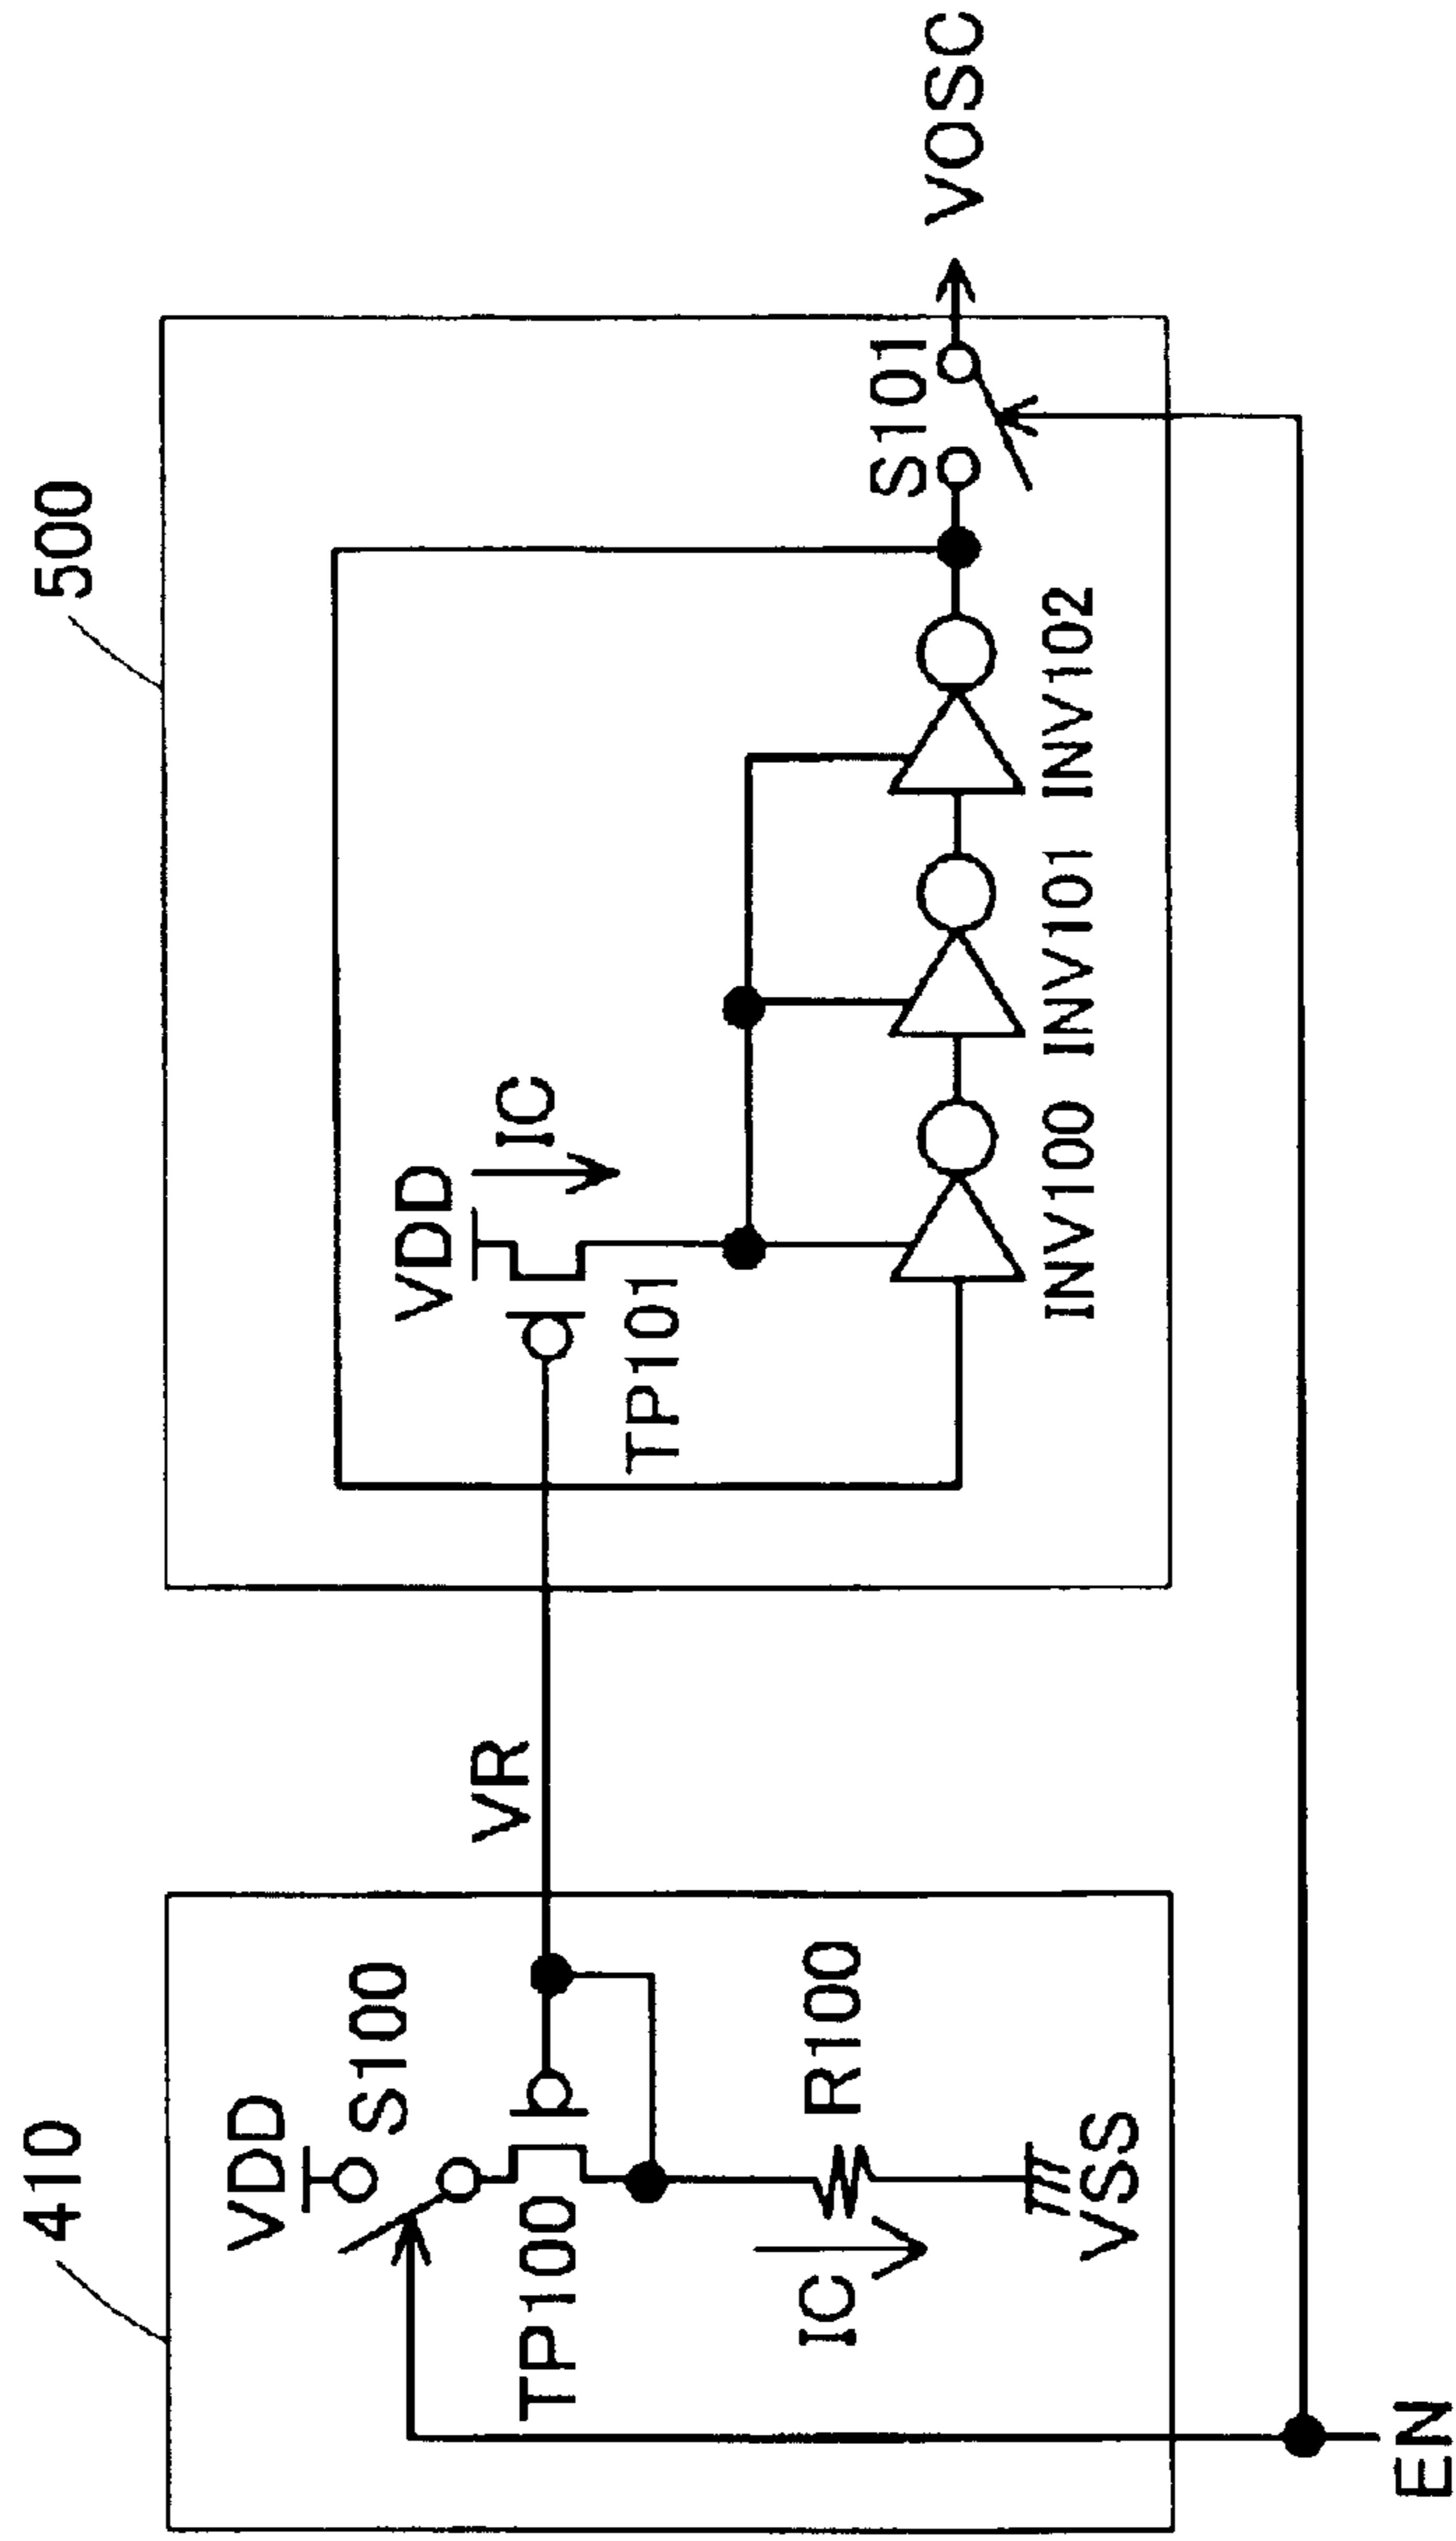 410
500
VDD
S100
TP100
IC
R100
VSS
VR
VDD
IC
TP101
INV100 INV101 INV102
S101
VOSC
EN